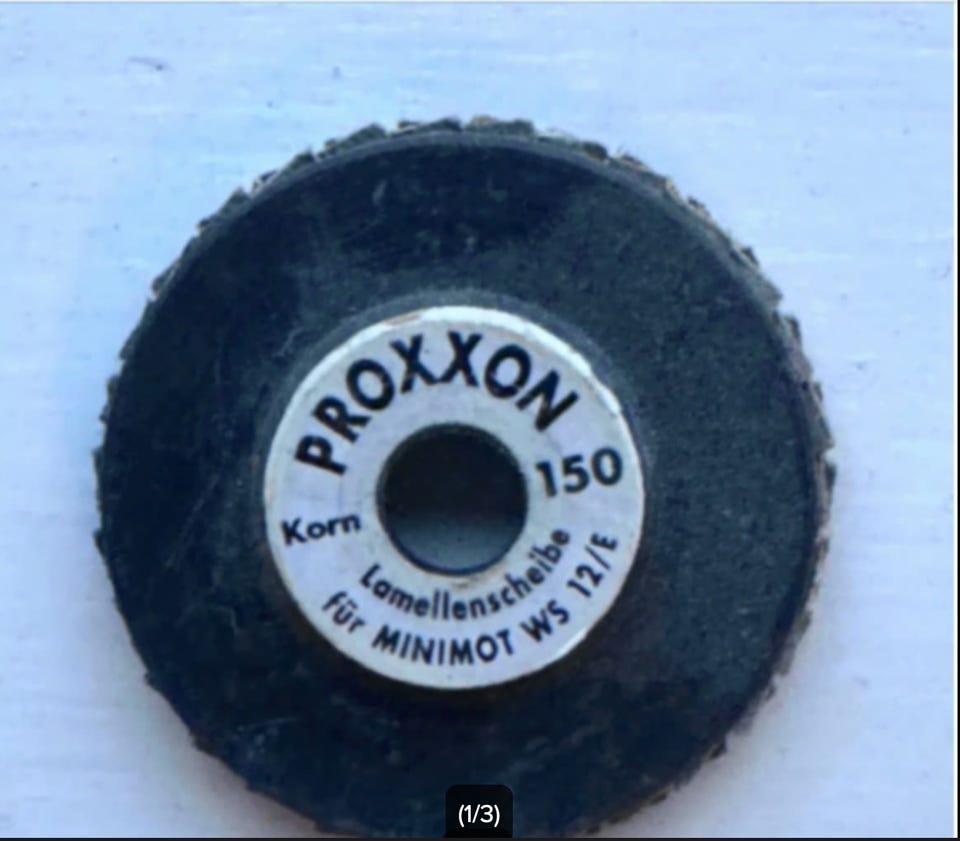 PROXXON
Korn 150
Lamellenscheibe
für MINIMOT WS 12/E
(1/3)